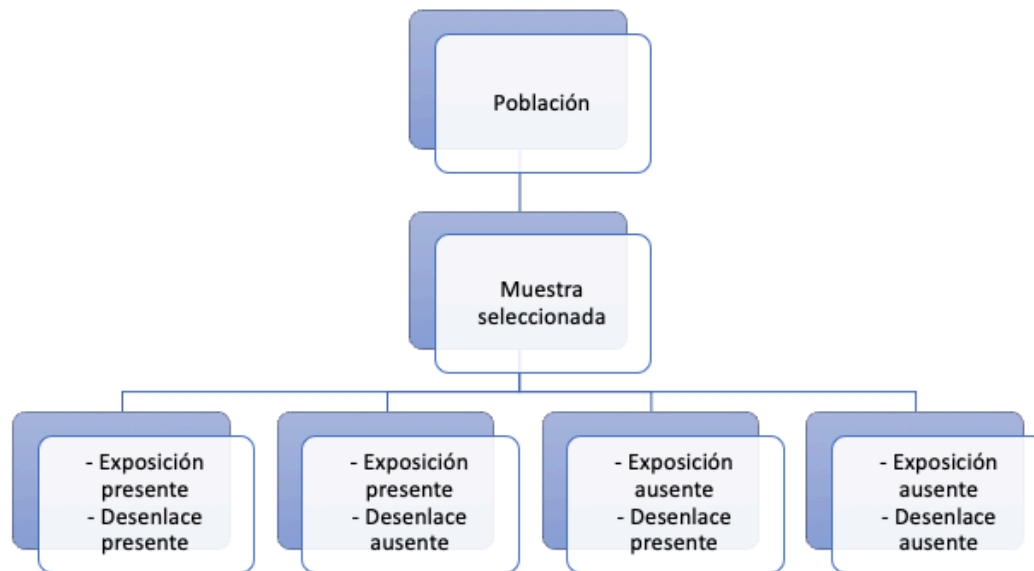 Población
Muestra
seleccionada
- Exposición
presente
- Desenlace
presente
- Exposición
presente
- Desenlace
ausente
- Exposición
ausente
- Desenlace
presente
- Exposición
ausente
- Desenlace
ausente